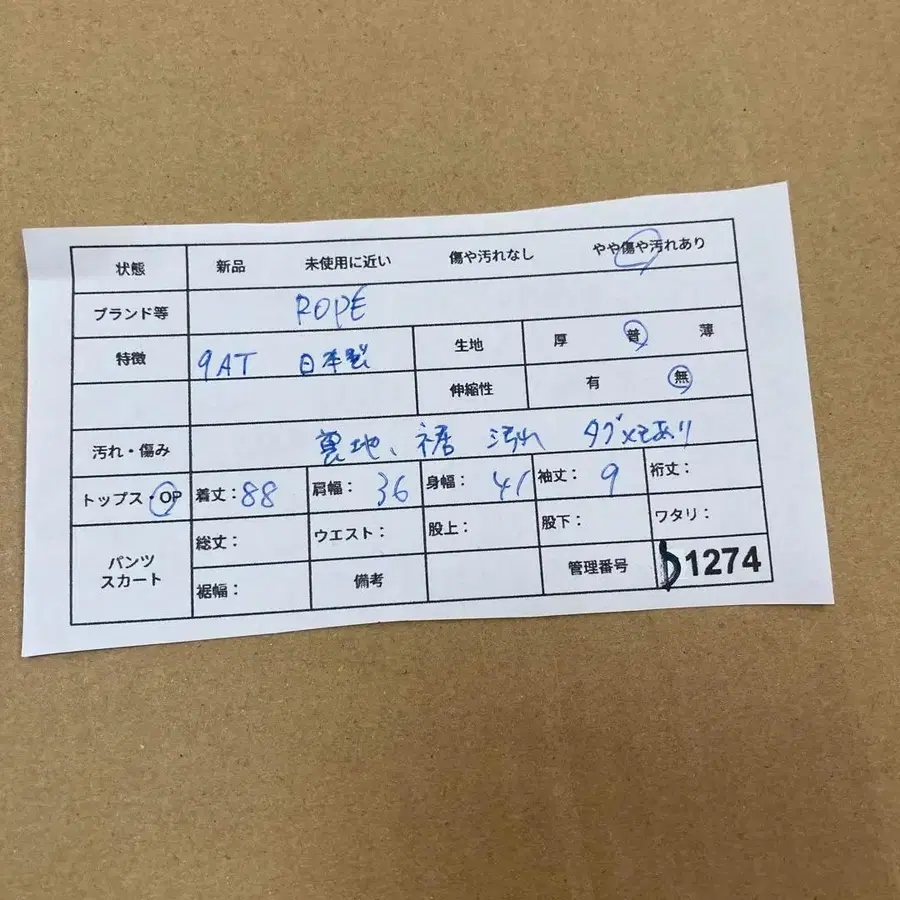 状態 新品 未使用に近い 傷や汚れなし やや傷や汚れあり
ブランド等 ROPE
特徴 9AT 日本製 生地 厚 普 薄
伸縮性 有 無
汚れ・傷み 裏地、裾 汚れ タグメモあり
トップス・OP 着丈：88 肩幅：36 身幅：41 袖丈：9 裄丈：
パンツ スカート 総丈： ウエスト： 股上： 股下： ワタリ：
裾幅： 備考 管理番号 b1274